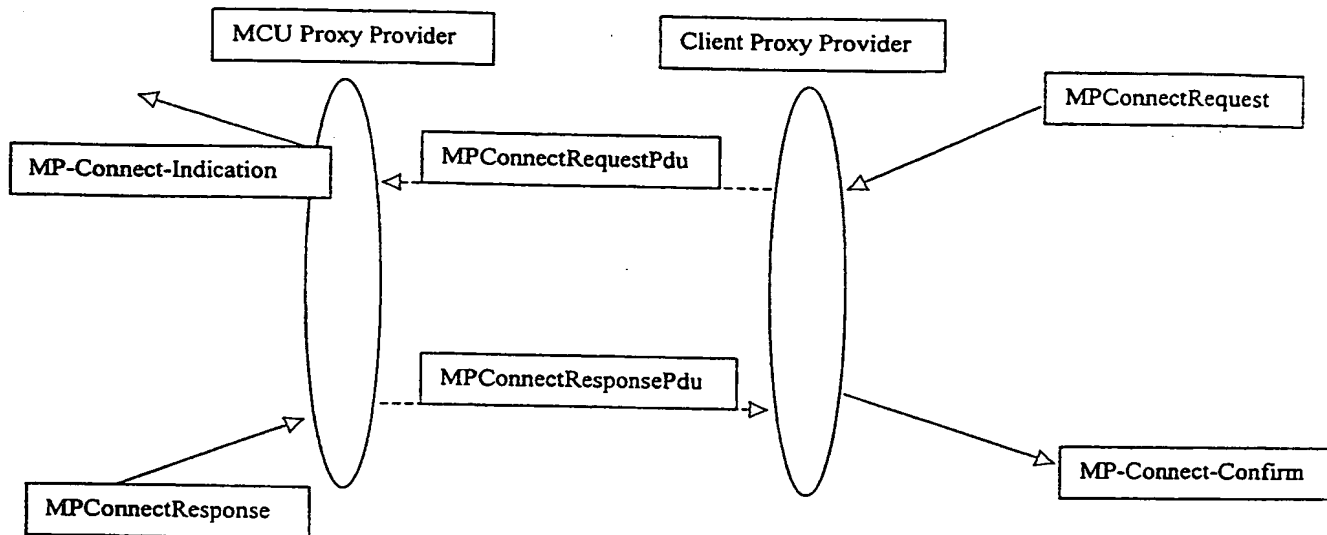 MCU Proxy Provider
Client Proxy Provider
MPConnectRequest
MP-Connect-Indication
MPConnectRequestPdu
MPConnectResponsePdu
MPConnectResponse
MP-Connect-Confirm